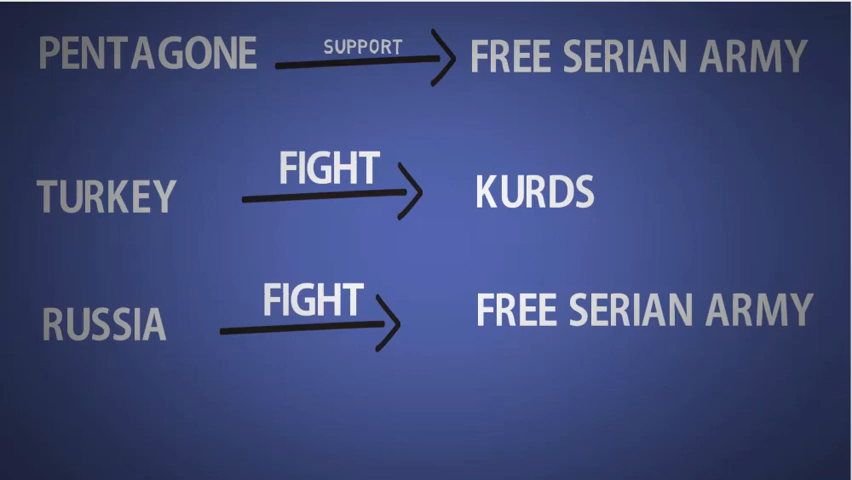 PENTAGONE SUPPORT FREE SERIAN ARMY
TURKEY FIGHT KURDS
RUSSIA FIGHT FREE SERIAN ARMY